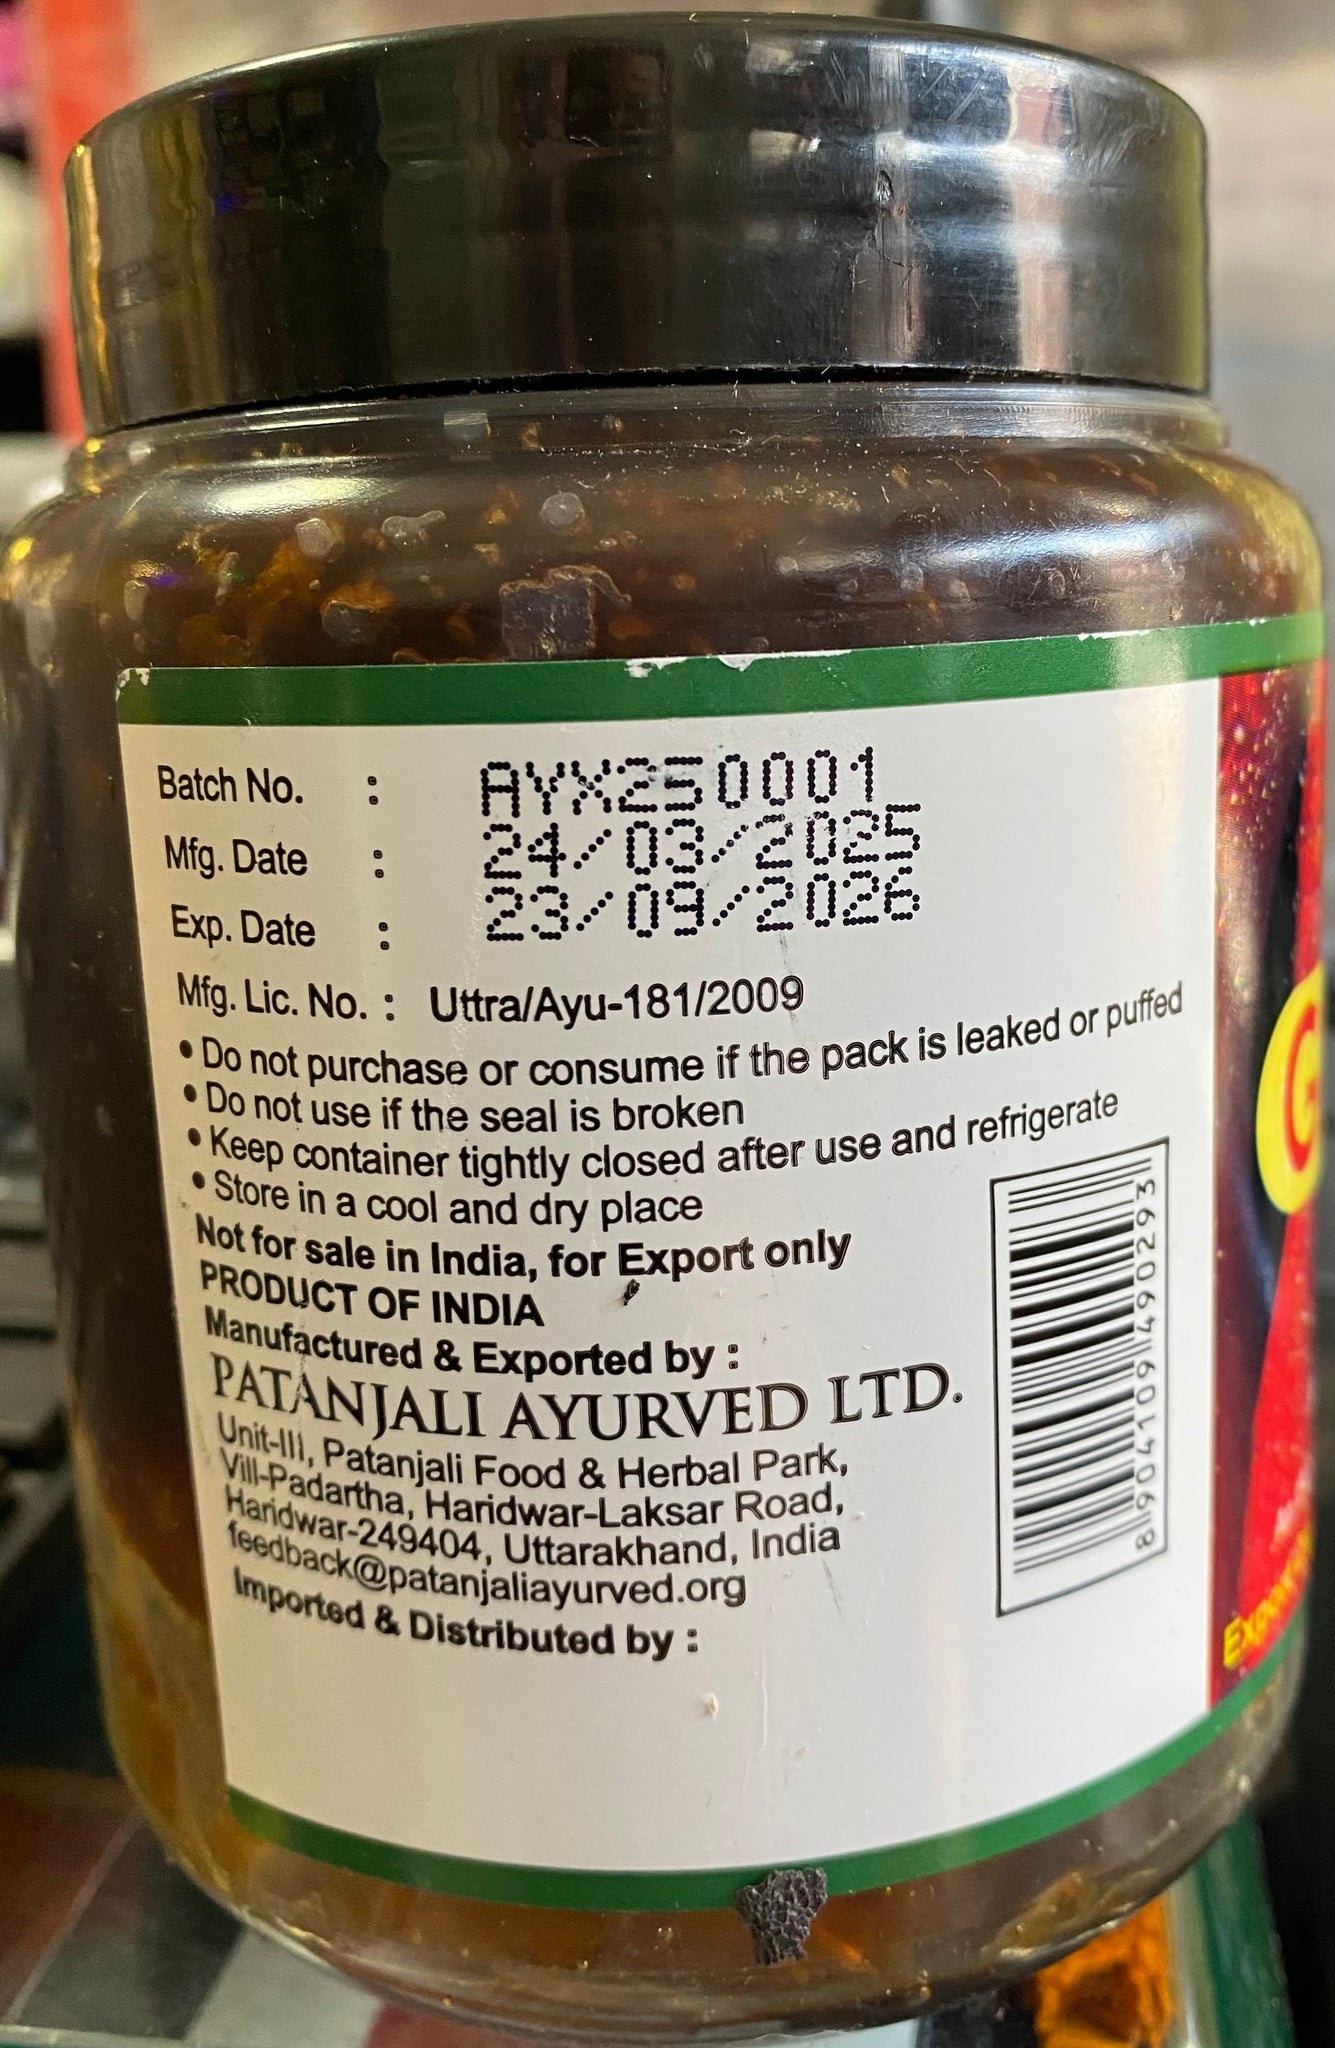 Batch No. : AYX250001
Mfg. Date : 24/03/2025
Exp. Date : 23/09/2026
Mfg. Lic. No. : Uttra/Ayu-181/2009
• Do not purchase or consume if the pack is leaked or puffed
• Do not use if the seal is broken
• Keep container tightly closed after use and refrigerate
• Store in a cool and dry place
Not for sale in India, for Export only
PRODUCT OF INDIA
Manufactured & Exported by :
PATANJALI AYURVED LTD.
Unit-III, Patanjali Food & Herbal Park,
Vill-Padartha, Haridwar-Laksar Road,
Haridwar-249404, Uttarakhand, India
feedback@patanjaliayurved.org
Imported & Distributed by :
8904109490293
G